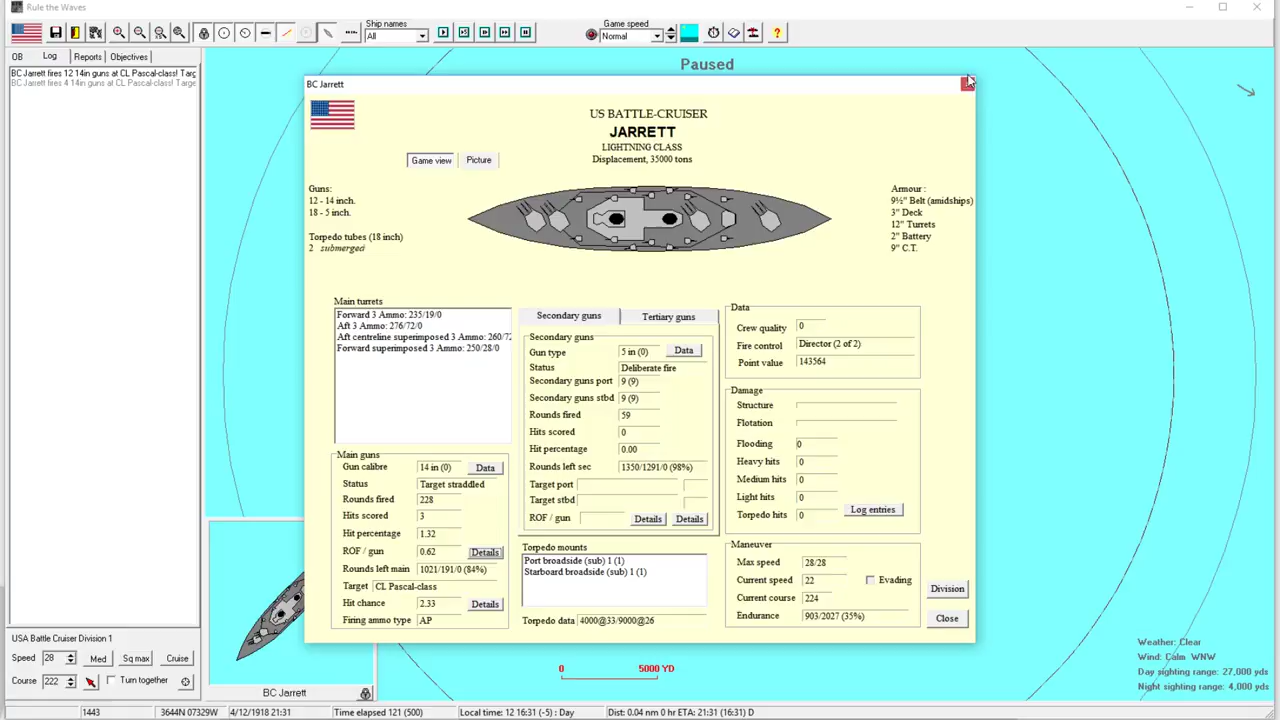 Rule the Waves
Ship names
All
Game speed
Normal
OB Log Reports Objectives
BC Jarrett fires 12 14in guns at CL Pascal-class! Targ
BC Jarrett fires 4 14in guns at CL Pascal-class! Targe
Paused
BC Jarrett
US BATTLE-CRUISER
JARRETT
LIGHTNING CLASS
Displacement, 35000 tons
Game view Picture
Guns:
12 - 14 inch.
18 - 5 inch.
Torpedo tubes (18 inch)
2 submerged
Armour :
9½" Belt (amidships)
3" Deck
12" Turrets
2" Battery
9" C.T.
Main turrets
Forward 3 Ammo: 235/19/0
Aft 3 Ammo: 276/72/0
Aft centreline superimposed 3 Ammo: 260/72
Forward superimposed 3 Ammo: 250/28/0
Main guns
Gun calibre 14 in (0) Data
Status Target straddled
Rounds fired 228
Hits scored 3
Hit percentage 1.32
ROF / gun 0.62 Details
Rounds left main 1021/191/0 (84%)
Target CL Pascal-class
Hit chance 2.33 Details
Firing ammo type AP
Secondary guns Tertiary guns
Secondary guns
Gun type 5 in (0) Data
Status Deliberate fire
Secondary guns port 9 (9)
Secondary guns stbd 9 (9)
Rounds fired 59
Hits scored 0
Hit percentage 0.00
Rounds left sec 1350/1291/0 (98%)
Target port
Target stbd
ROF / gun Details Details
Torpedo mounts
Port broadside (sub) 1 (1)
Starboard broadside (sub) 1 (1)
Torpedo data 4000@33/9000@26
Data
Crew quality 0
Fire control Director (2 of 2)
Point value 143564
Damage
Structure
Flotation
Flooding 0
Heavy hits 0
Medium hits 0
Light hits 0
Torpedo hits 0
Log entries
Maneuver
Max speed 28/28
Current speed 22 Evading
Current course 224
Endurance 903/2027 (35%)
Division
Close
USA Battle Cruiser Division 1
Speed 28 Med Sq max Cruise
Course 222 Turn together
BC Jarrett
0 5000 YD
Weather: Clear
Wind: Calm WNW
Day sighting range: 27,000 yds
Night sighting range: 4,000 yds
1443 3644N 07329W 4/12/1918 21:31 Time elapsed 121 (500) Local time: 12 16:31 (-5) : Day Dist: 0.04 nm 0 hr ETA: 21:31 (16:31) D